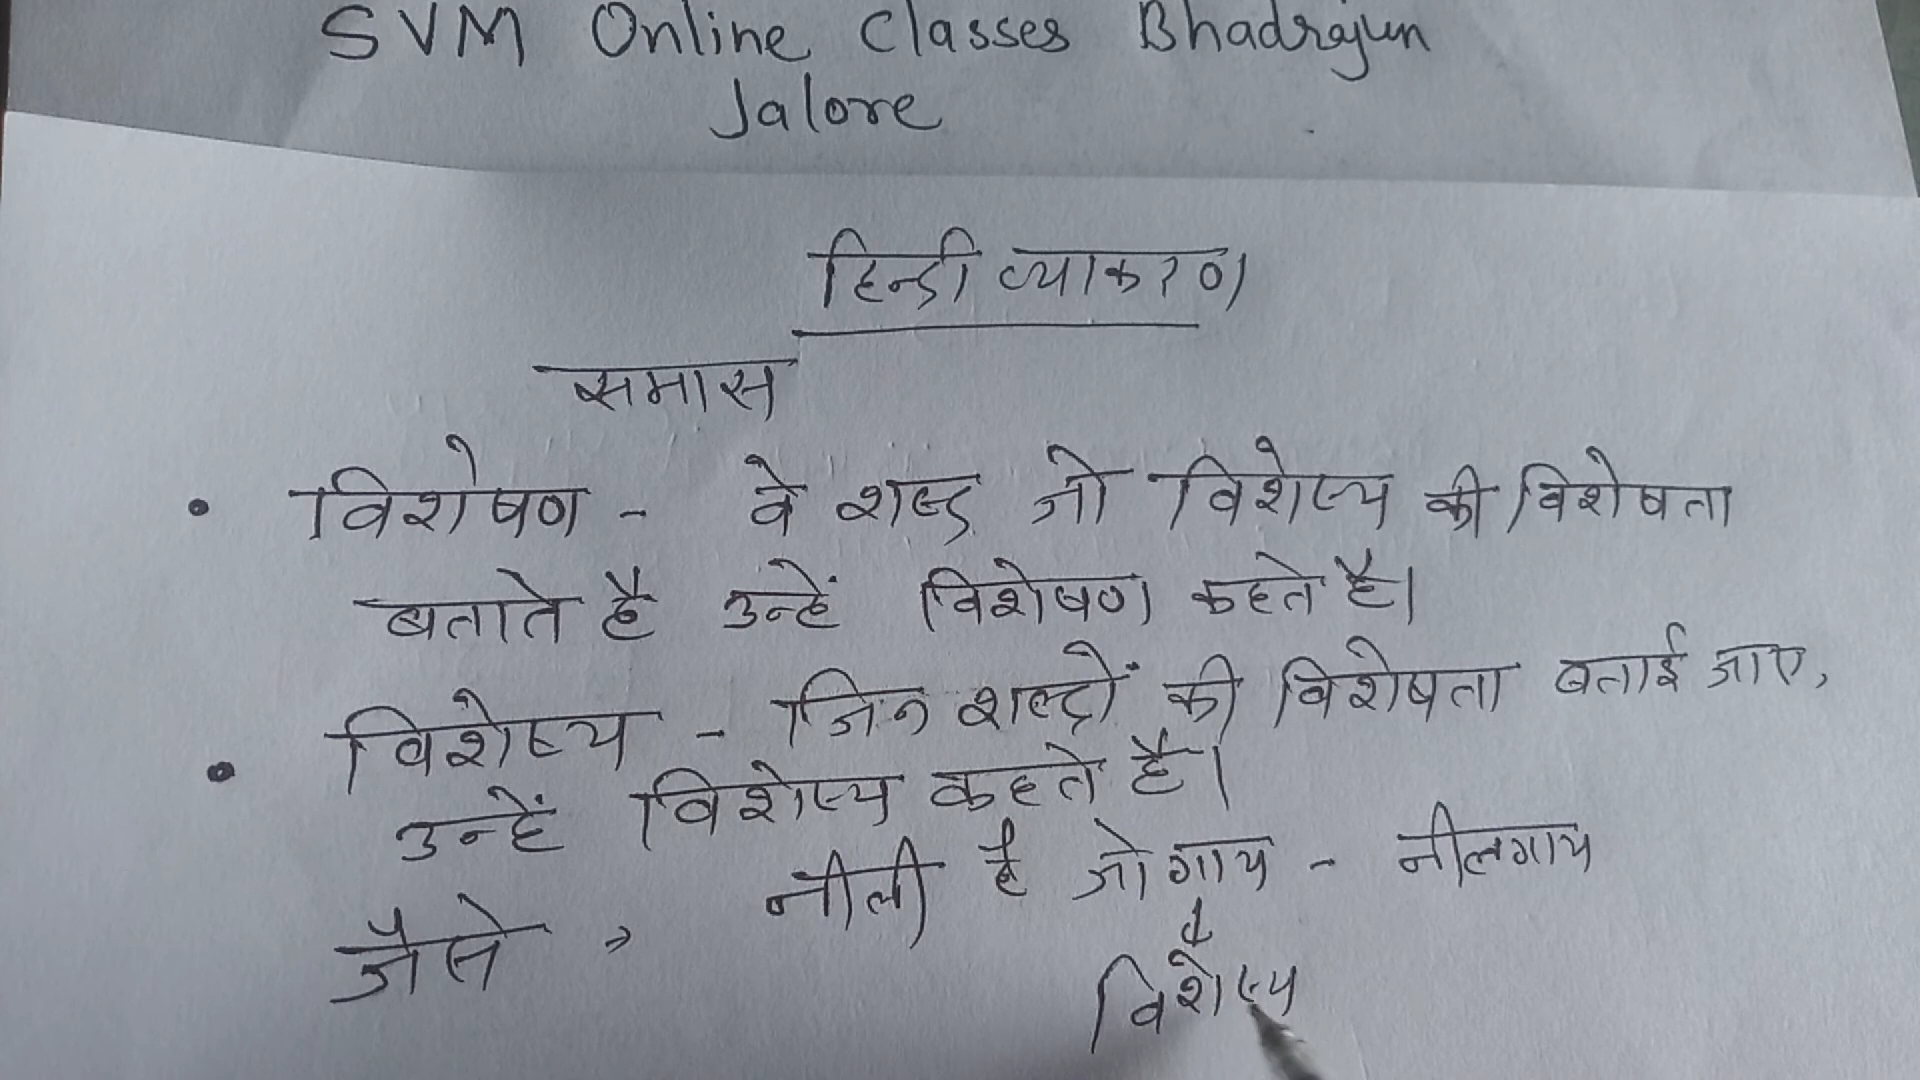 SVM Online Classes Bhadrajun
Jalore
हिन्दी व्याकरण
समास
• विशेषण - वे शब्द जो विशेष्य की विशेषता
बताते है उन्हें विशेषण कहते है।
• विशेष्य - जिन शब्दों की विशेषता बताई जाए,
उन्हें विशेष्य कहते है।
जैसे → नीली है जो गाय - नीलगाय
↓
विशेष्य